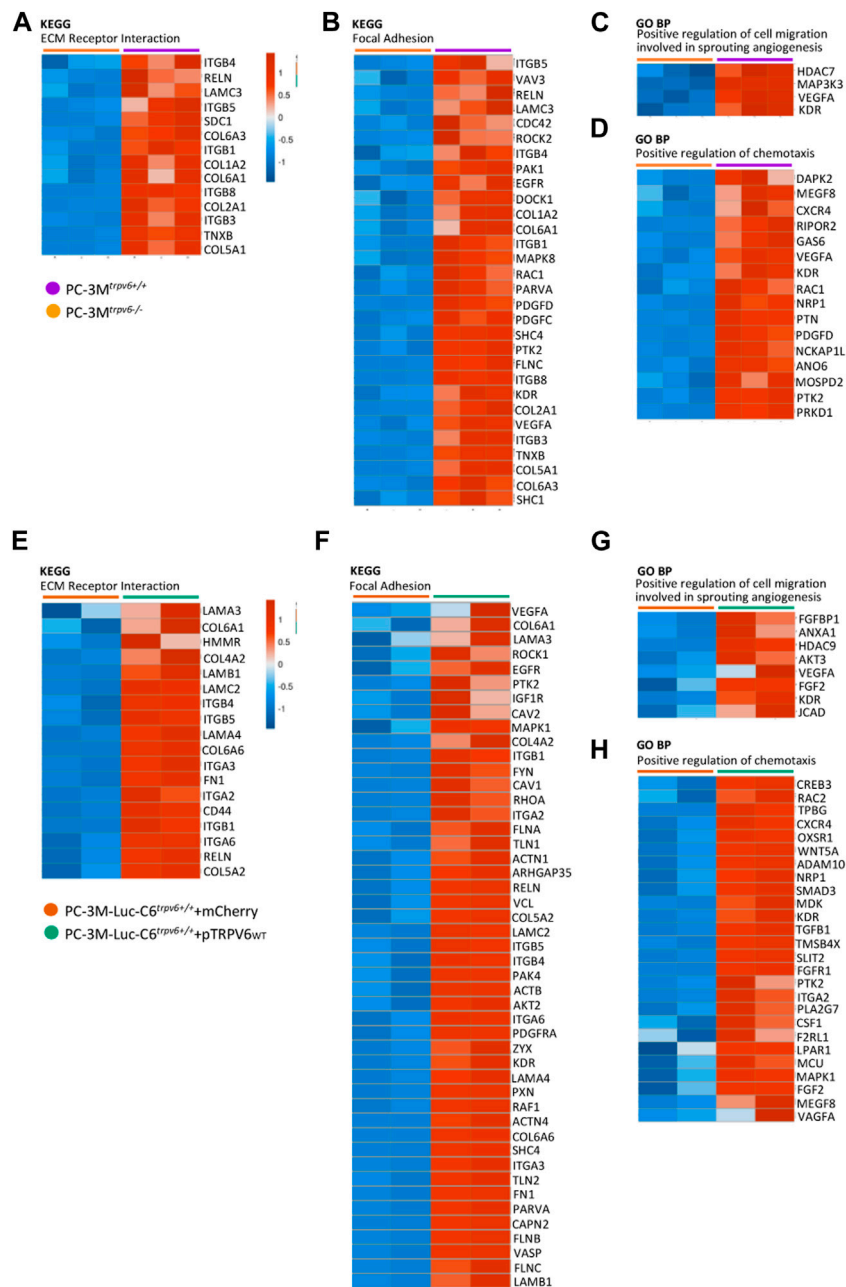 A
KEGG
ECM Receptor Interaction
ITGB4
RELN
LAMC3
ITGB5
SDC1
COL6A3
ITGB1
COL1A2
COL6A1
ITGB8
COL2A1
ITGB3
TNXB
COL5A1
1
0.5
0
-0.5
-1
PC-3Mtrpv6+/+
PC-3Mtrpv6-/-
B
KEGG
Focal Adhesion
ITGB5
VAV3
RELN
LAMC3
CDC42
ROCK2
ITGB4
PAK1
EGFR
DOCK1
COL1A2
COL6A1
ITGB1
MAPK8
RAC1
PARVA
PDGFD
PDGFC
SHC4
PTK2
FLNC
ITGB8
KDR
COL2A1
VEGFA
ITGB3
TNXB
COL5A1
COL6A3
SHC1
C
GO BP
Positive regulation of cell migration
involved in sprouting angiogenesis
HDAC7
MAP3K3
VEGFA
KDR
D
GO BP
Positive regulation of chemotaxis
DAPK2
MEGF8
CXCR4
RIPOR2
GAS6
VEGFA
KDR
RAC1
NRP1
PTN
PDGFD
NCKAP1L
ANO6
MOSPD2
PTK2
PRKD1
E
KEGG
ECM Receptor Interaction
LAMA3
COL6A1
HMMR
COL4A2
LAMB1
LAMC2
ITGB4
ITGB5
LAMA4
COL6A6
ITGA3
FN1
ITGA2
CD44
ITGB1
ITGA6
RELN
COL5A2
1
0.5
0
-0.5
-1
PC-3M-Luc-C6trpv6+/++mCherry
PC-3M-Luc-C6trpv6+/++pTRPV6WT
F
KEGG
Focal Adhesion
VEGFA
COL6A1
LAMA3
ROCK1
EGFR
PTK2
IGF1R
CAV2
MAPK1
COL4A2
ITGB1
FYN
CAV1
RHOA
ITGA2
FLNA
TLN1
ACTN1
ARHGAP35
RELN
VCL
COL5A2
LAMC2
ITGB5
ITGB4
PAK4
ACTB
AKT2
ITGA6
PDGFRA
ZYX
KDR
LAMA4
PXN
RAF1
ACTN4
COL6A6
SHC4
ITGA3
TLN2
FN1
PARVA
CAPN2
FLNB
VASP
FLNC
LAMB1
G
GO BP
Positive regulation of cell migration
involved in sprouting angiogenesis
FGFBP1
ANXA1
HDAC9
AKT3
VEGFA
FGF2
KDR
JCAD
H
GO BP
Positive regulation of chemotaxis
CREB3
RAC2
TPBG
CXCR4
OXSR1
WNT5A
ADAM10
NRP1
SMAD3
MDK
KDR
TGFB1
TMSB4X
SLIT2
FGFR1
PTK2
ITGA2
PLA2G7
CSF1
F2RL1
LPAR1
MCU
MAPK1
FGF2
MEGF8
VAGFA